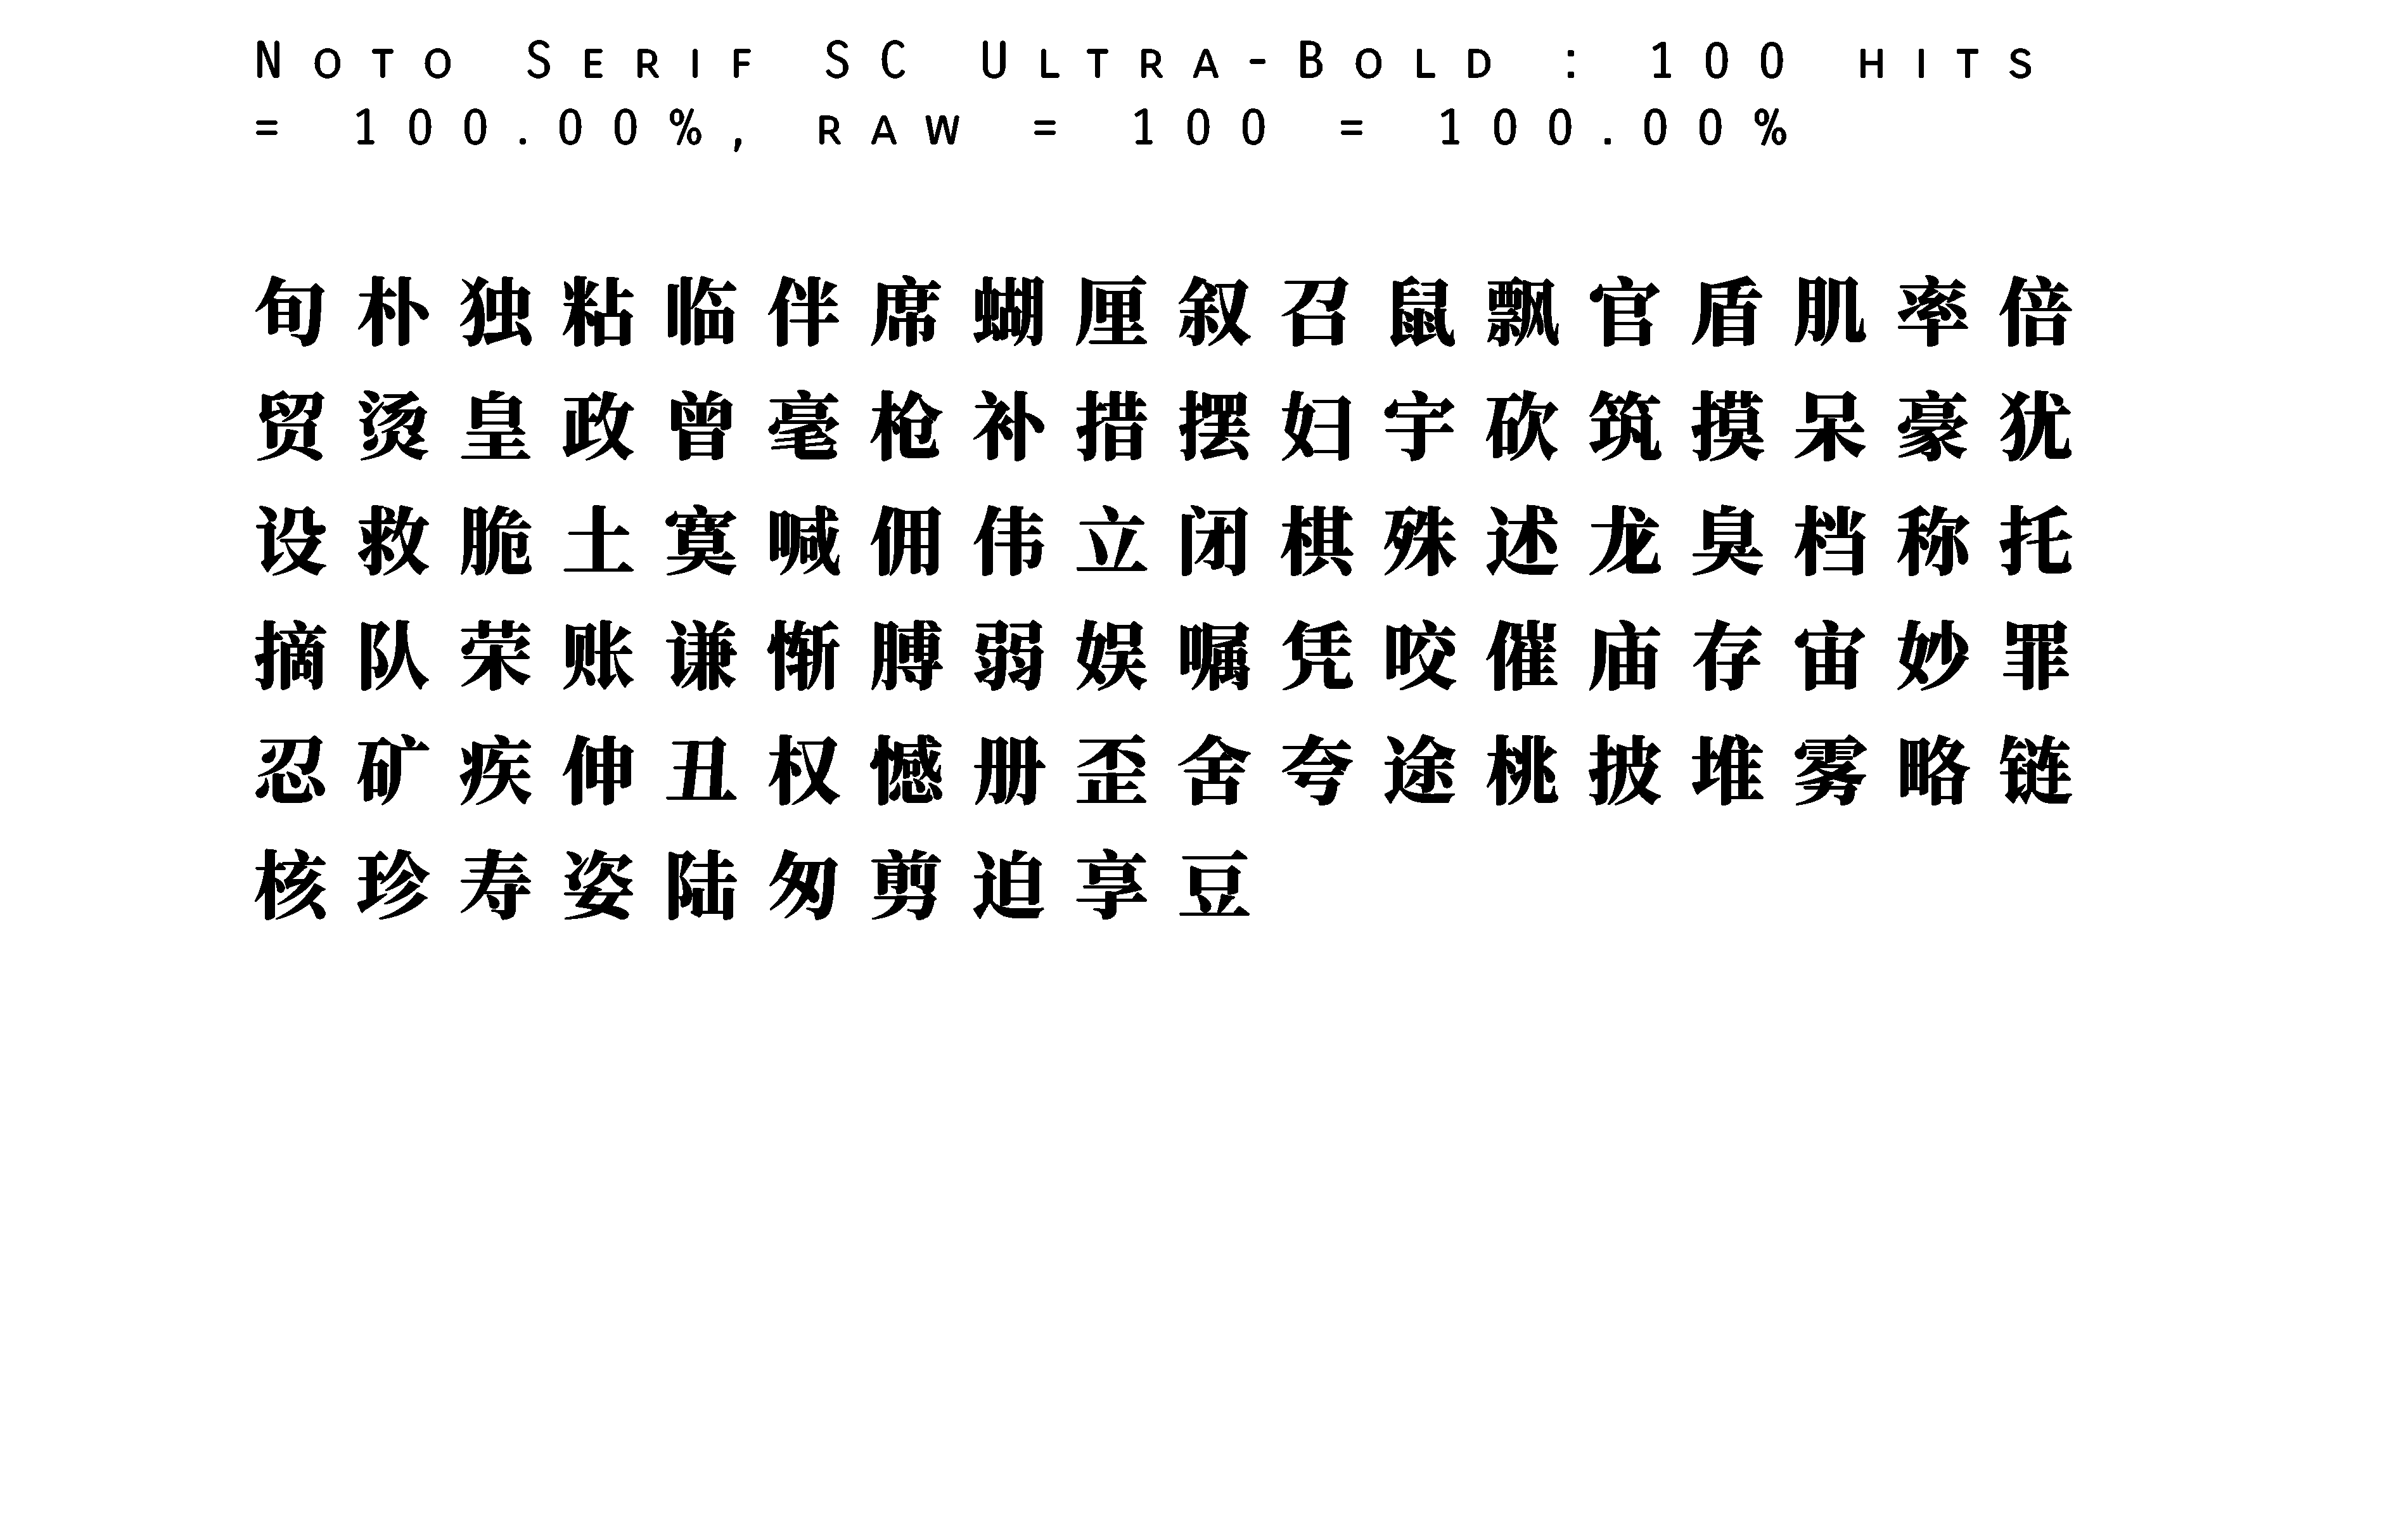 Noto Serif SC Ultra-Bold : 100 hits
= 100.00%, raw = 100 = 100.00%
旬朴独粘临伴席蝴厘叙召鼠飘官盾肌率倍
贸烫皇政曾毫枪补措摆妇宇砍筑摸呆豪犹
设救脆土寞喊佣伟立闭棋殊述龙臭档称托
摘队荣账谦惭膊弱娱嘱凭咬催庙存宙妙罪
忍矿疾伸丑权憾册歪舍夸途桃披堆雾略链
核珍寿姿陆匆剪迫享豆